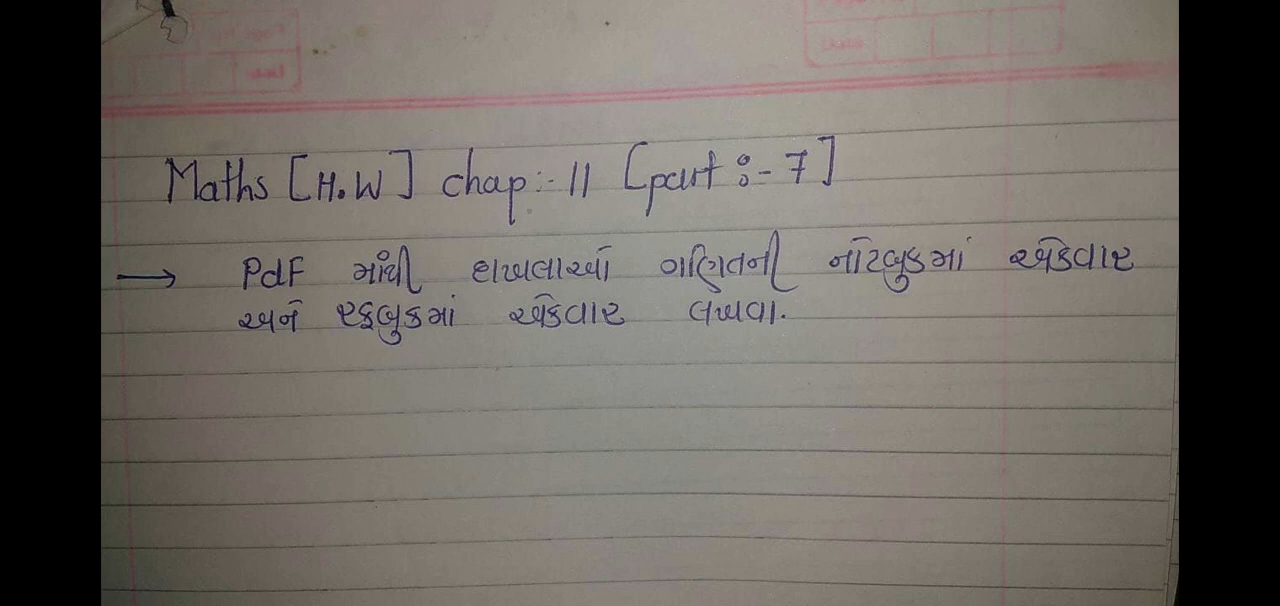 Maths [H.W] chap:- 11 [part :- 7]
→ PdF માંથી દાખલાઓ ગણિતની નોટબુકમાં એકવાર
અને રફબુકમાં એકવાર લખવા.